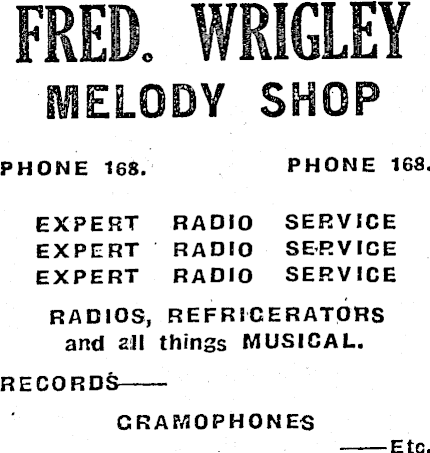 FRED. WRIGLEY
MELODY SHOP
PHONE 168. PHONE 168.
EXPERT RADIO SERVICE
EXPERT RADIO SERVICE
EXPERT RADIO SERVICE
RADIOS, REFRIGERATORS
and all things MUSICAL.
RECORDS——
GRAMOPHONES
——Etc.